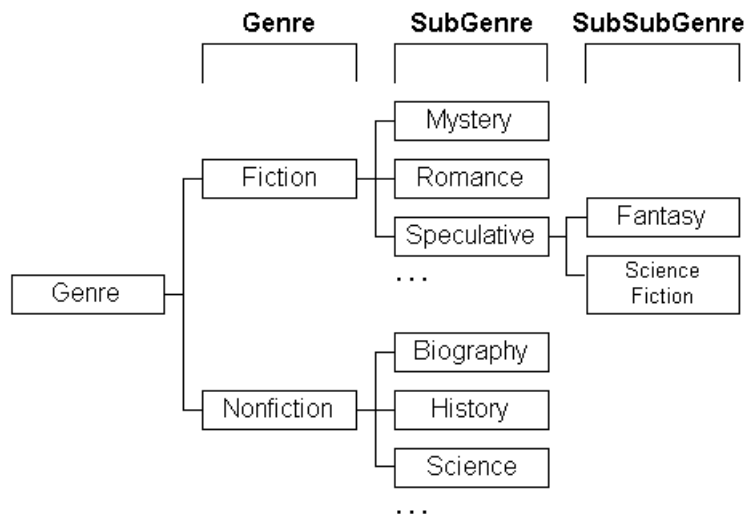 Genre SubGenre SubSubGenre
Mystery
Fiction Romance
Speculative Fantasy
. . .
Genre Science
Fiction
Biography
Nonfiction History
Science
. . .